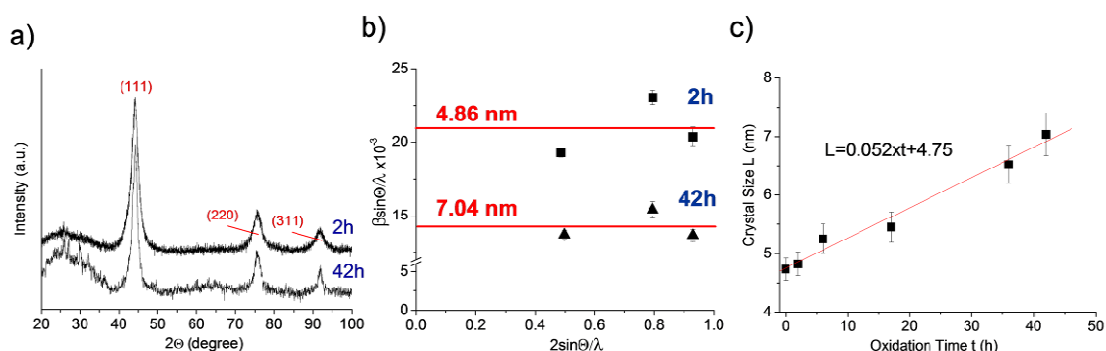 a)
(111)
(220)
(311)
2h
42h
Intensity (a.u.)
20 30 40 50 60 70 80 90 100
2Θ (degree)
b)
25
20
15
5
0
4.86 nm
2h
7.04 nm
42h
βsinΘ/λ x10⁻³
0.0 0.2 0.4 0.6 0.8 1.0
2sinΘ/λ
c)
8
7
6
5
4
L=0.052xt+4.75
Crystal Size L (nm)
0 10 20 30 40 50
Oxidation Time t (h)